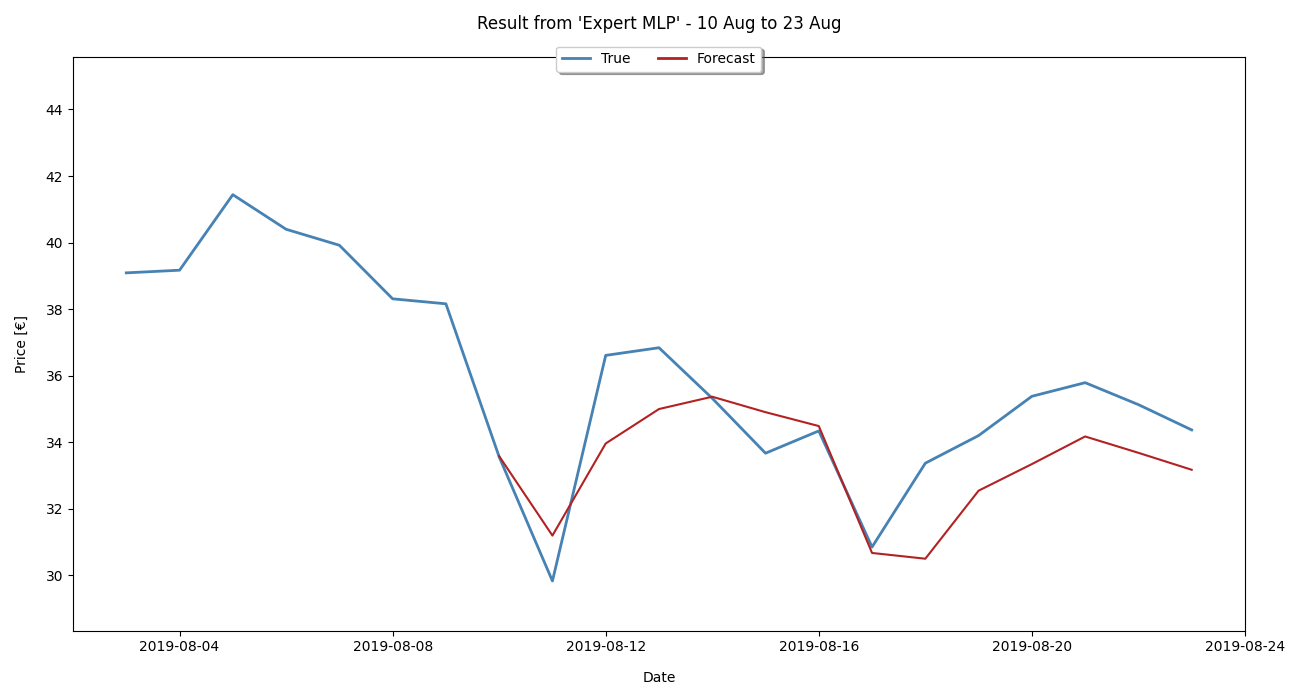 Result from 'Expert MLP' - 10 Aug to 23 Aug
True Forecast
44
42
40
38
36
34
32
30
Price [€]
2019-08-04 2019-08-08 2019-08-12 2019-08-16 2019-08-20 2019-08-24
Date